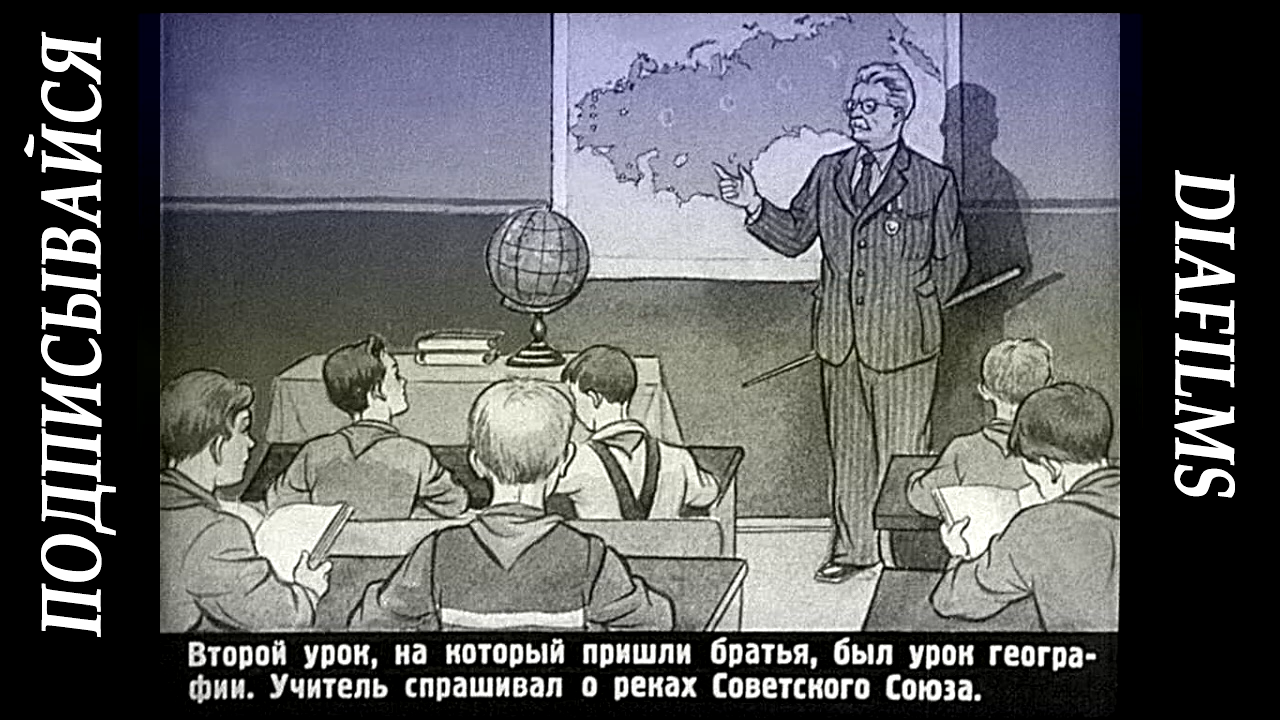 ПОДПИСЫВАЙСЯ
DIAFILMS
Второй урок, на который пришли братья, был урок геогра-
фии. Учитель спрашивал о реках Советского Союза.